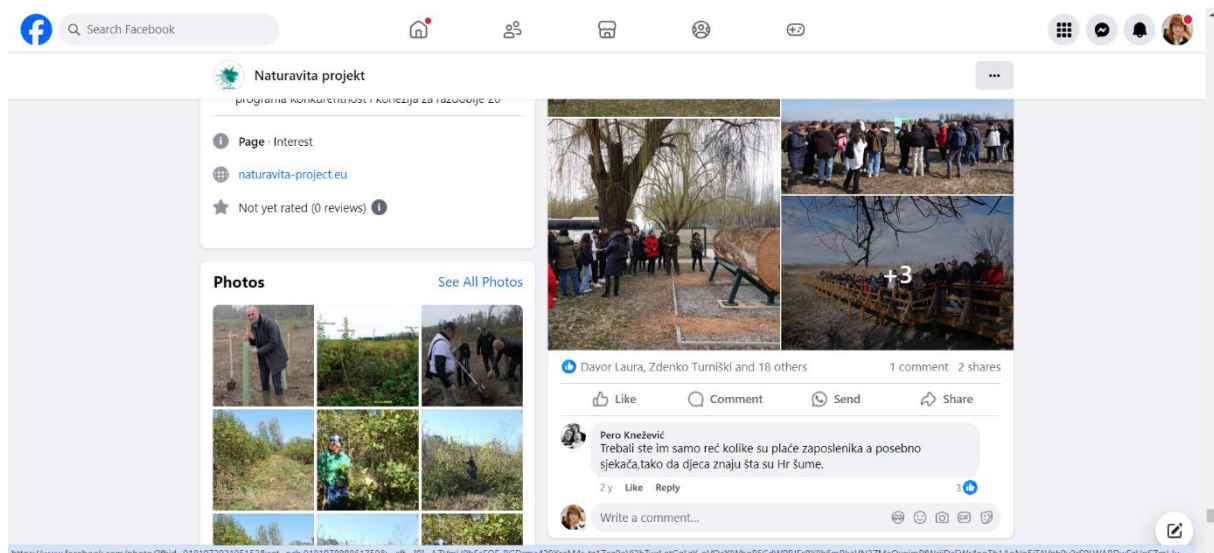 Search Facebook
Naturavita projekt
programa Konkurentnost i kohezija za razdoblje 20
Page · Interest
naturavita-project.eu
Not yet rated (0 reviews)
Photos
See All Photos
+3
Davor Laura, Zdenko Turniški and 18 others
1 comment 2 shares
Like Comment Send Share
Pero Knežević
Trebali ste im samo reć kolike su plaće zaposlenika a posebno
sjekača,tako da djeca znaju šta su Hr šume.
2 y Like Reply
3
Write a comment...
GIF